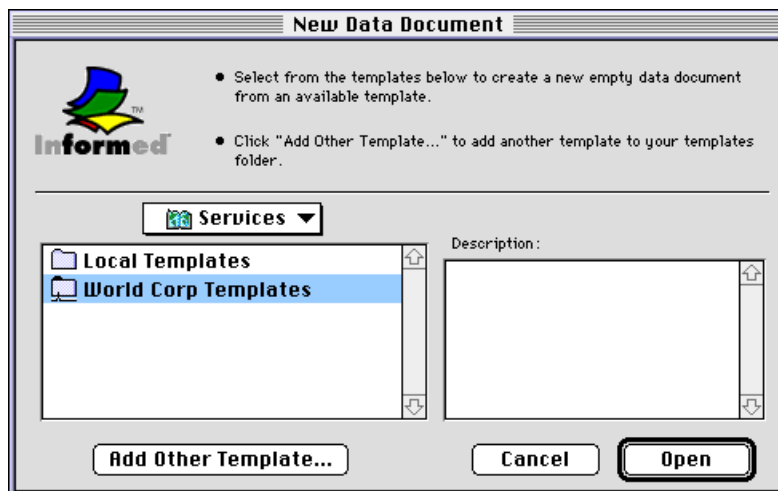 New Data Document
• Select from the templates below to create a new empty data document
from an available template.
Informed™
• Click "Add Other Template..." to add another template to your templates
folder.
Services
Description:
Local Templates
World Corp Templates
Add Other Template...
Cancel
Open